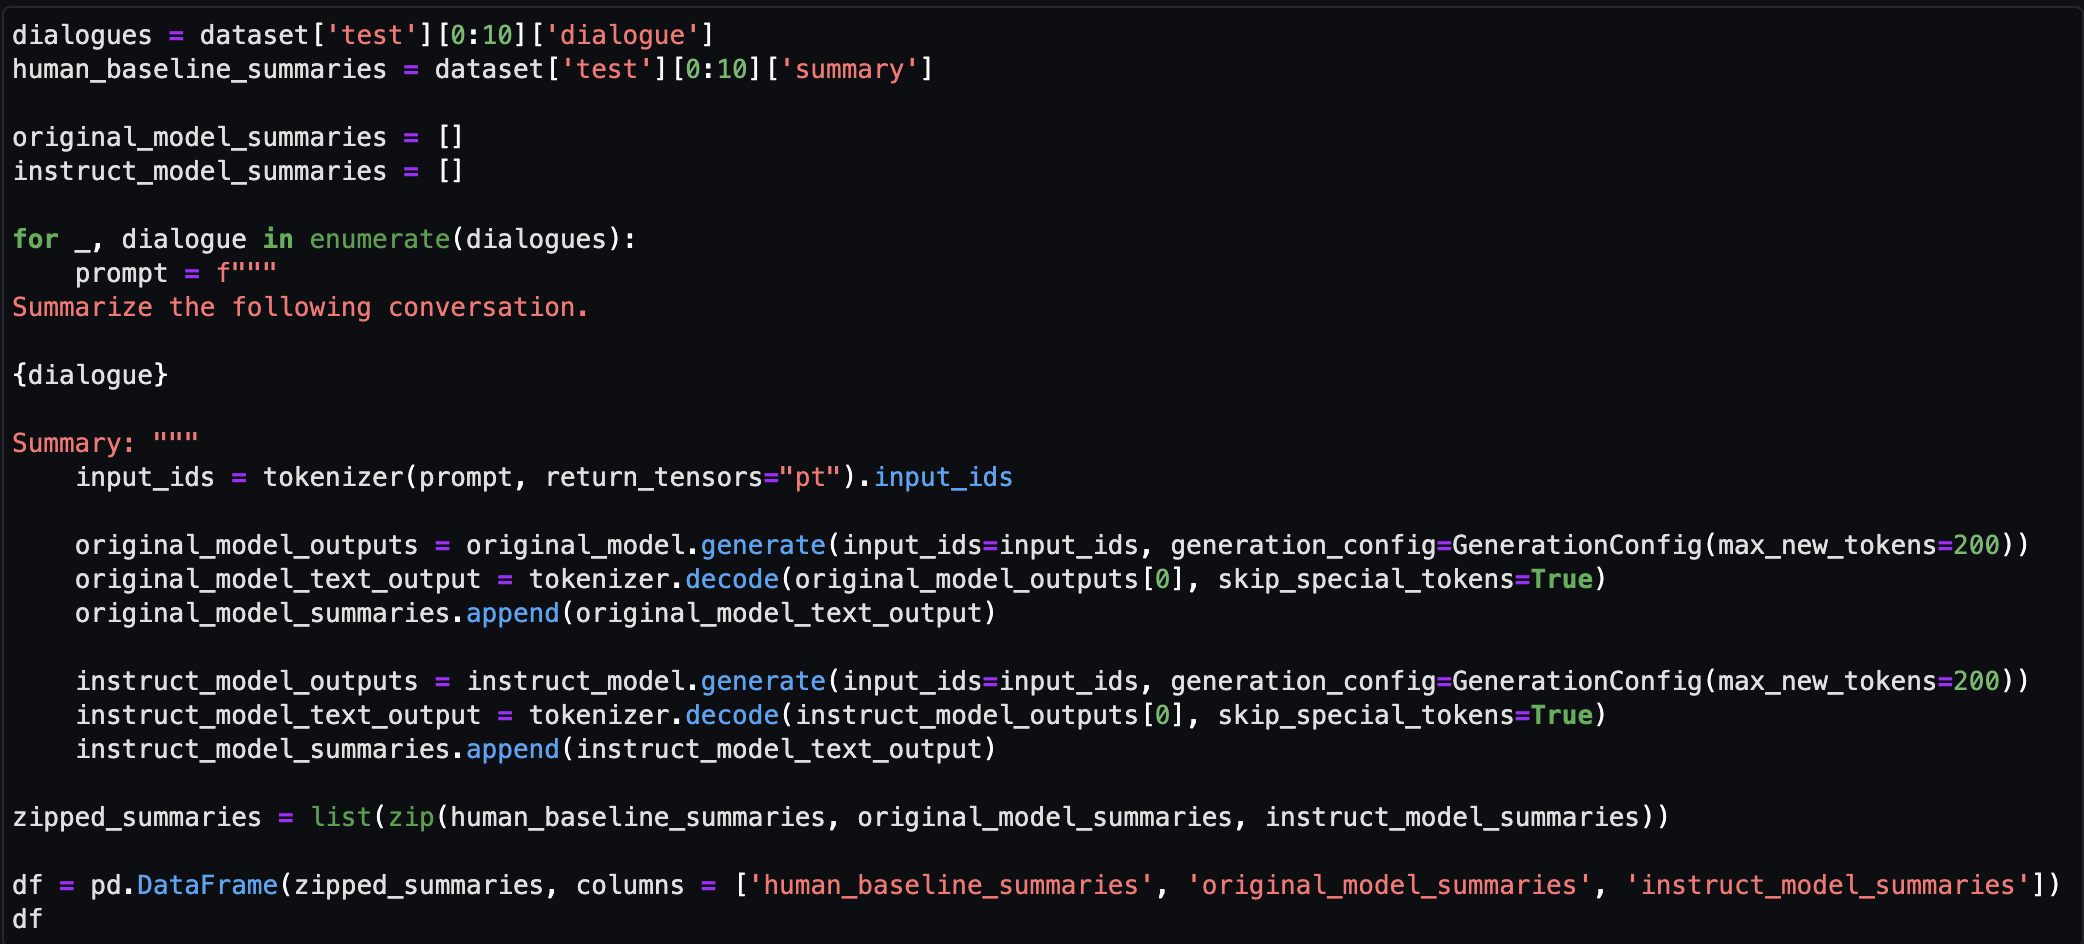 dialogues = dataset['test'][0:10]['dialogue']
human_baseline_summaries = dataset['test'][0:10]['summary']

original_model_summaries = []
instruct_model_summaries = []

for _, dialogue in enumerate(dialogues):
    prompt = f"""
Summarize the following conversation.

{dialogue}

Summary: """
    input_ids = tokenizer(prompt, return_tensors="pt").input_ids

    original_model_outputs = original_model.generate(input_ids=input_ids, generation_config=GenerationConfig(max_new_tokens=200))
    original_model_text_output = tokenizer.decode(original_model_outputs[0], skip_special_tokens=True)
    original_model_summaries.append(original_model_text_output)

    instruct_model_outputs = instruct_model.generate(input_ids=input_ids, generation_config=GenerationConfig(max_new_tokens=200))
    instruct_model_text_output = tokenizer.decode(instruct_model_outputs[0], skip_special_tokens=True)
    instruct_model_summaries.append(instruct_model_text_output)

zipped_summaries = list(zip(human_baseline_summaries, original_model_summaries, instruct_model_summaries))

df = pd.DataFrame(zipped_summaries, columns = ['human_baseline_summaries', 'original_model_summaries', 'instruct_model_summaries'])
df